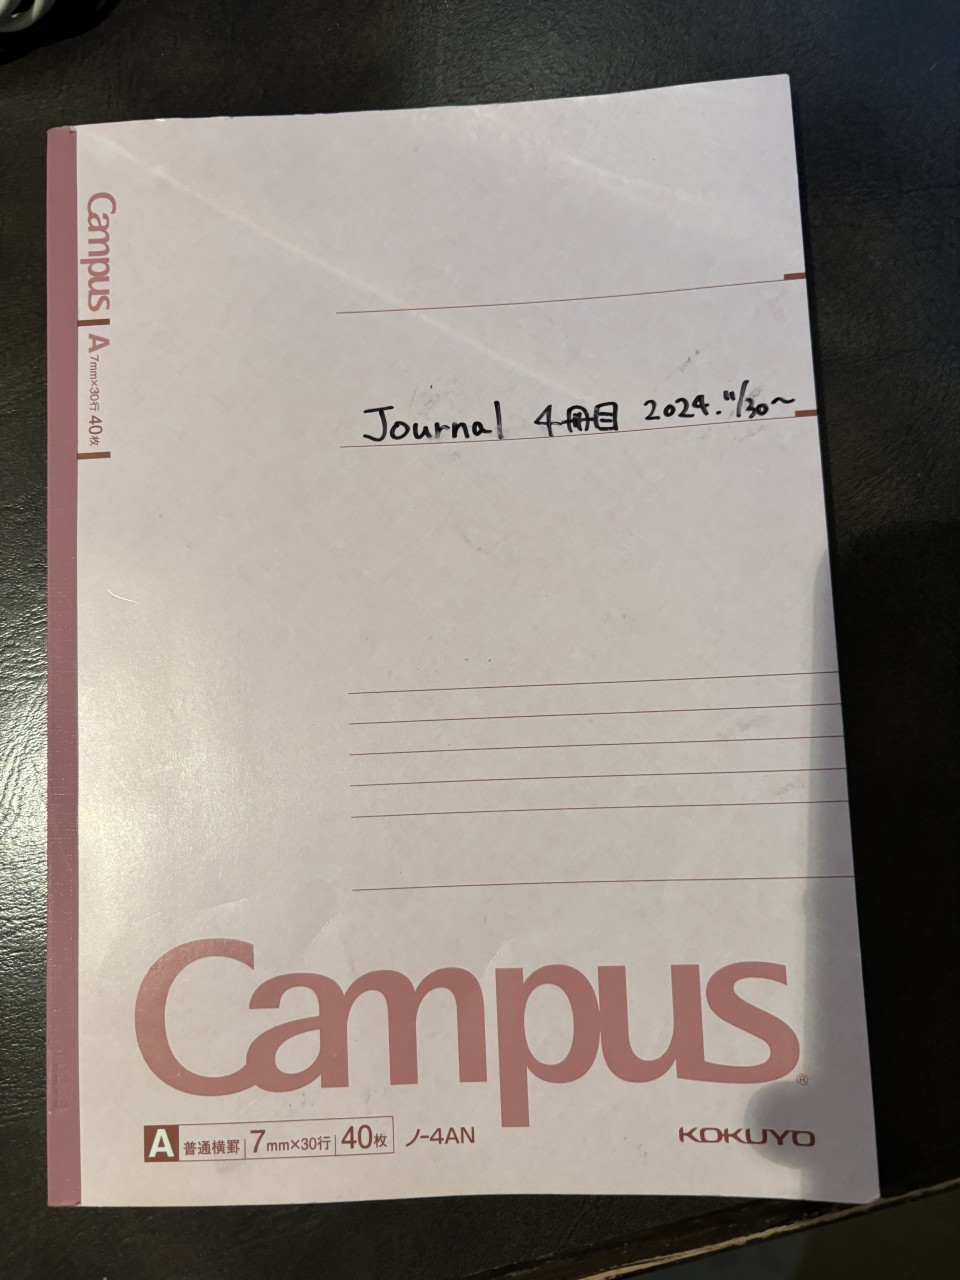 Campus
A 7mm×30行 40枚
Journal 4冊目 2024.11/30〜
Campus®
A 普通横罫 7mm×30行 40枚 ノ-4AN KOKUYO